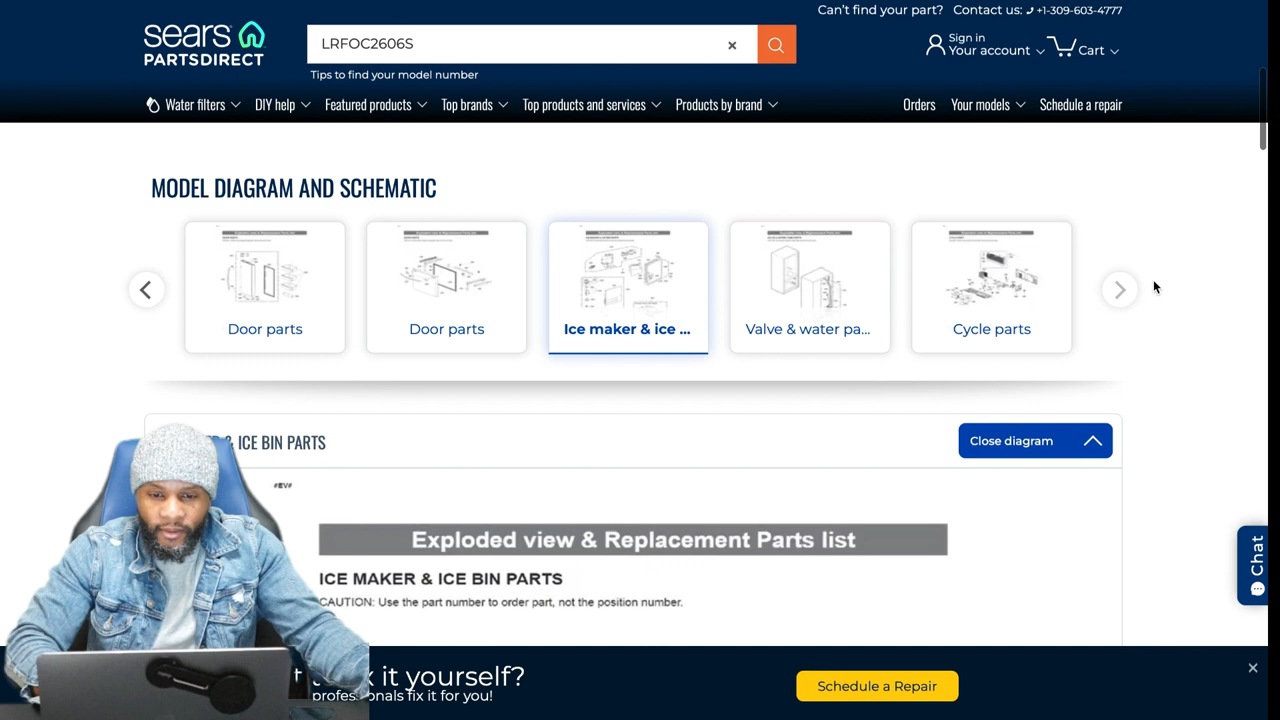 Can't find your part? Contact us: +1-309-603-4777
sears
PARTSDIRECT
LRFOC2606S
Sign in
Your account
Cart
Tips to find your model number
Water filters
DIY help
Featured products
Top brands
Top products and services
Products by brand
Orders
Your models
Schedule a repair
MODEL DIAGRAM AND SCHEMATIC
Door parts
Door parts
Ice maker & ice ...
Valve & water pa...
Cycle parts
& ICE BIN PARTS
Close diagram
#EV#
Exploded view & Replacement Parts list
ICE MAKER & ICE BIN PARTS
CAUTION: Use the part number to order part, not the position number.
Chat
it yourself?
fix it for you!
Schedule a Repair